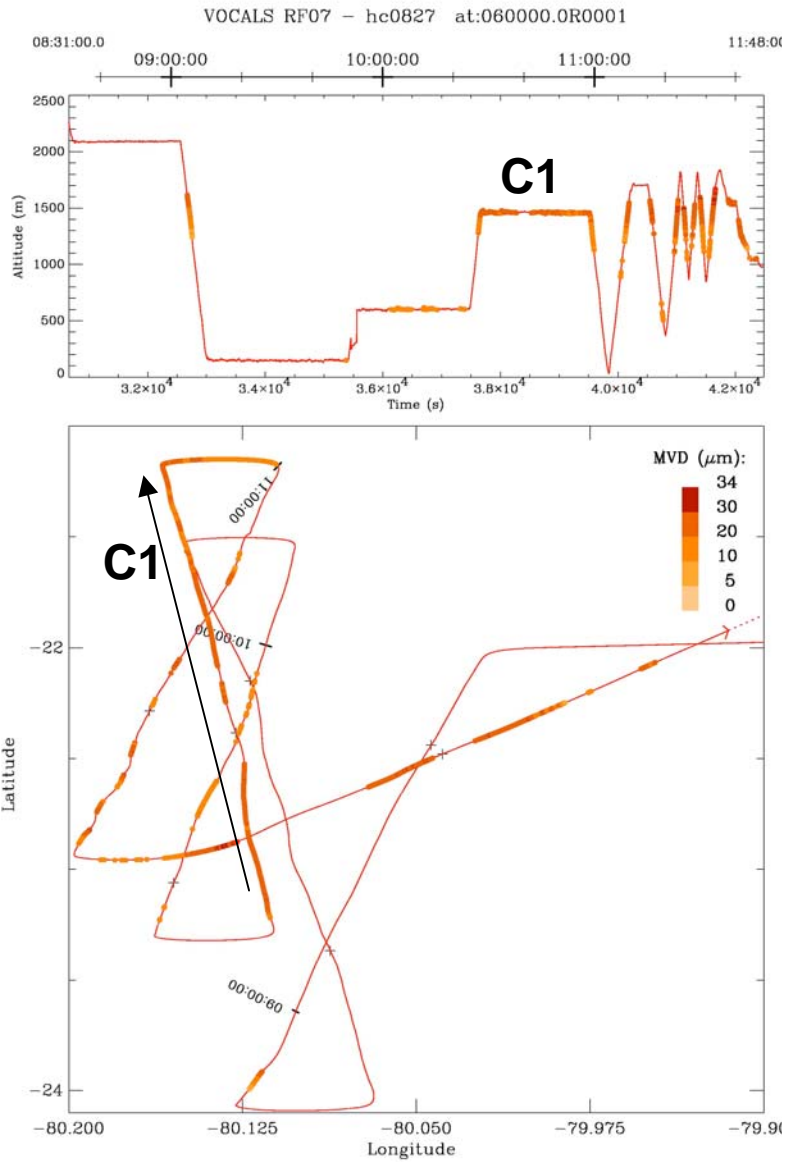 VOCALS RF07 - hc0827 at:060000.0R0001
08:31:00.0 11:48:00
09:00:00 10:00:00 11:00:00
2500
2000
1500
1000
500
0
Altitude (m)
C1
3.2×10⁴ 3.4×10⁴ 3.6×10⁴ 3.8×10⁴ 4.0×10⁴ 4.2×10⁴
Time (s)
MVD (μm):
34
30
20
10
5
0
11:00:00
C1
10:00:00
-22
09:00:00
-24
Latitude
-80.200 -80.125 -80.050 -79.975 -79.90
Longitude